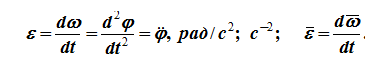 ε = dω/dt = d²φ/dt² = φ̈, рад/с²; с⁻²; ε̅ = dω̅/dt.